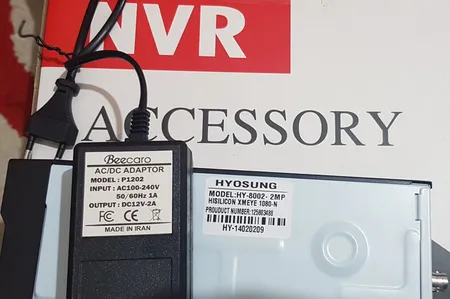 NVR
ACCESSORY
Beecaro
AC/DC ADAPTOR
MODEL : P1202
INPUT : AC100-240V
50/60Hz 1A
OUTPUT : DC12V-2A
MADE IN IRAN
HYOSUNG
MODEL:HY-8002- 2MP
HISILICON XMEYE 1080-N
PRODUCT NUMBER:125883488
HY-14020209